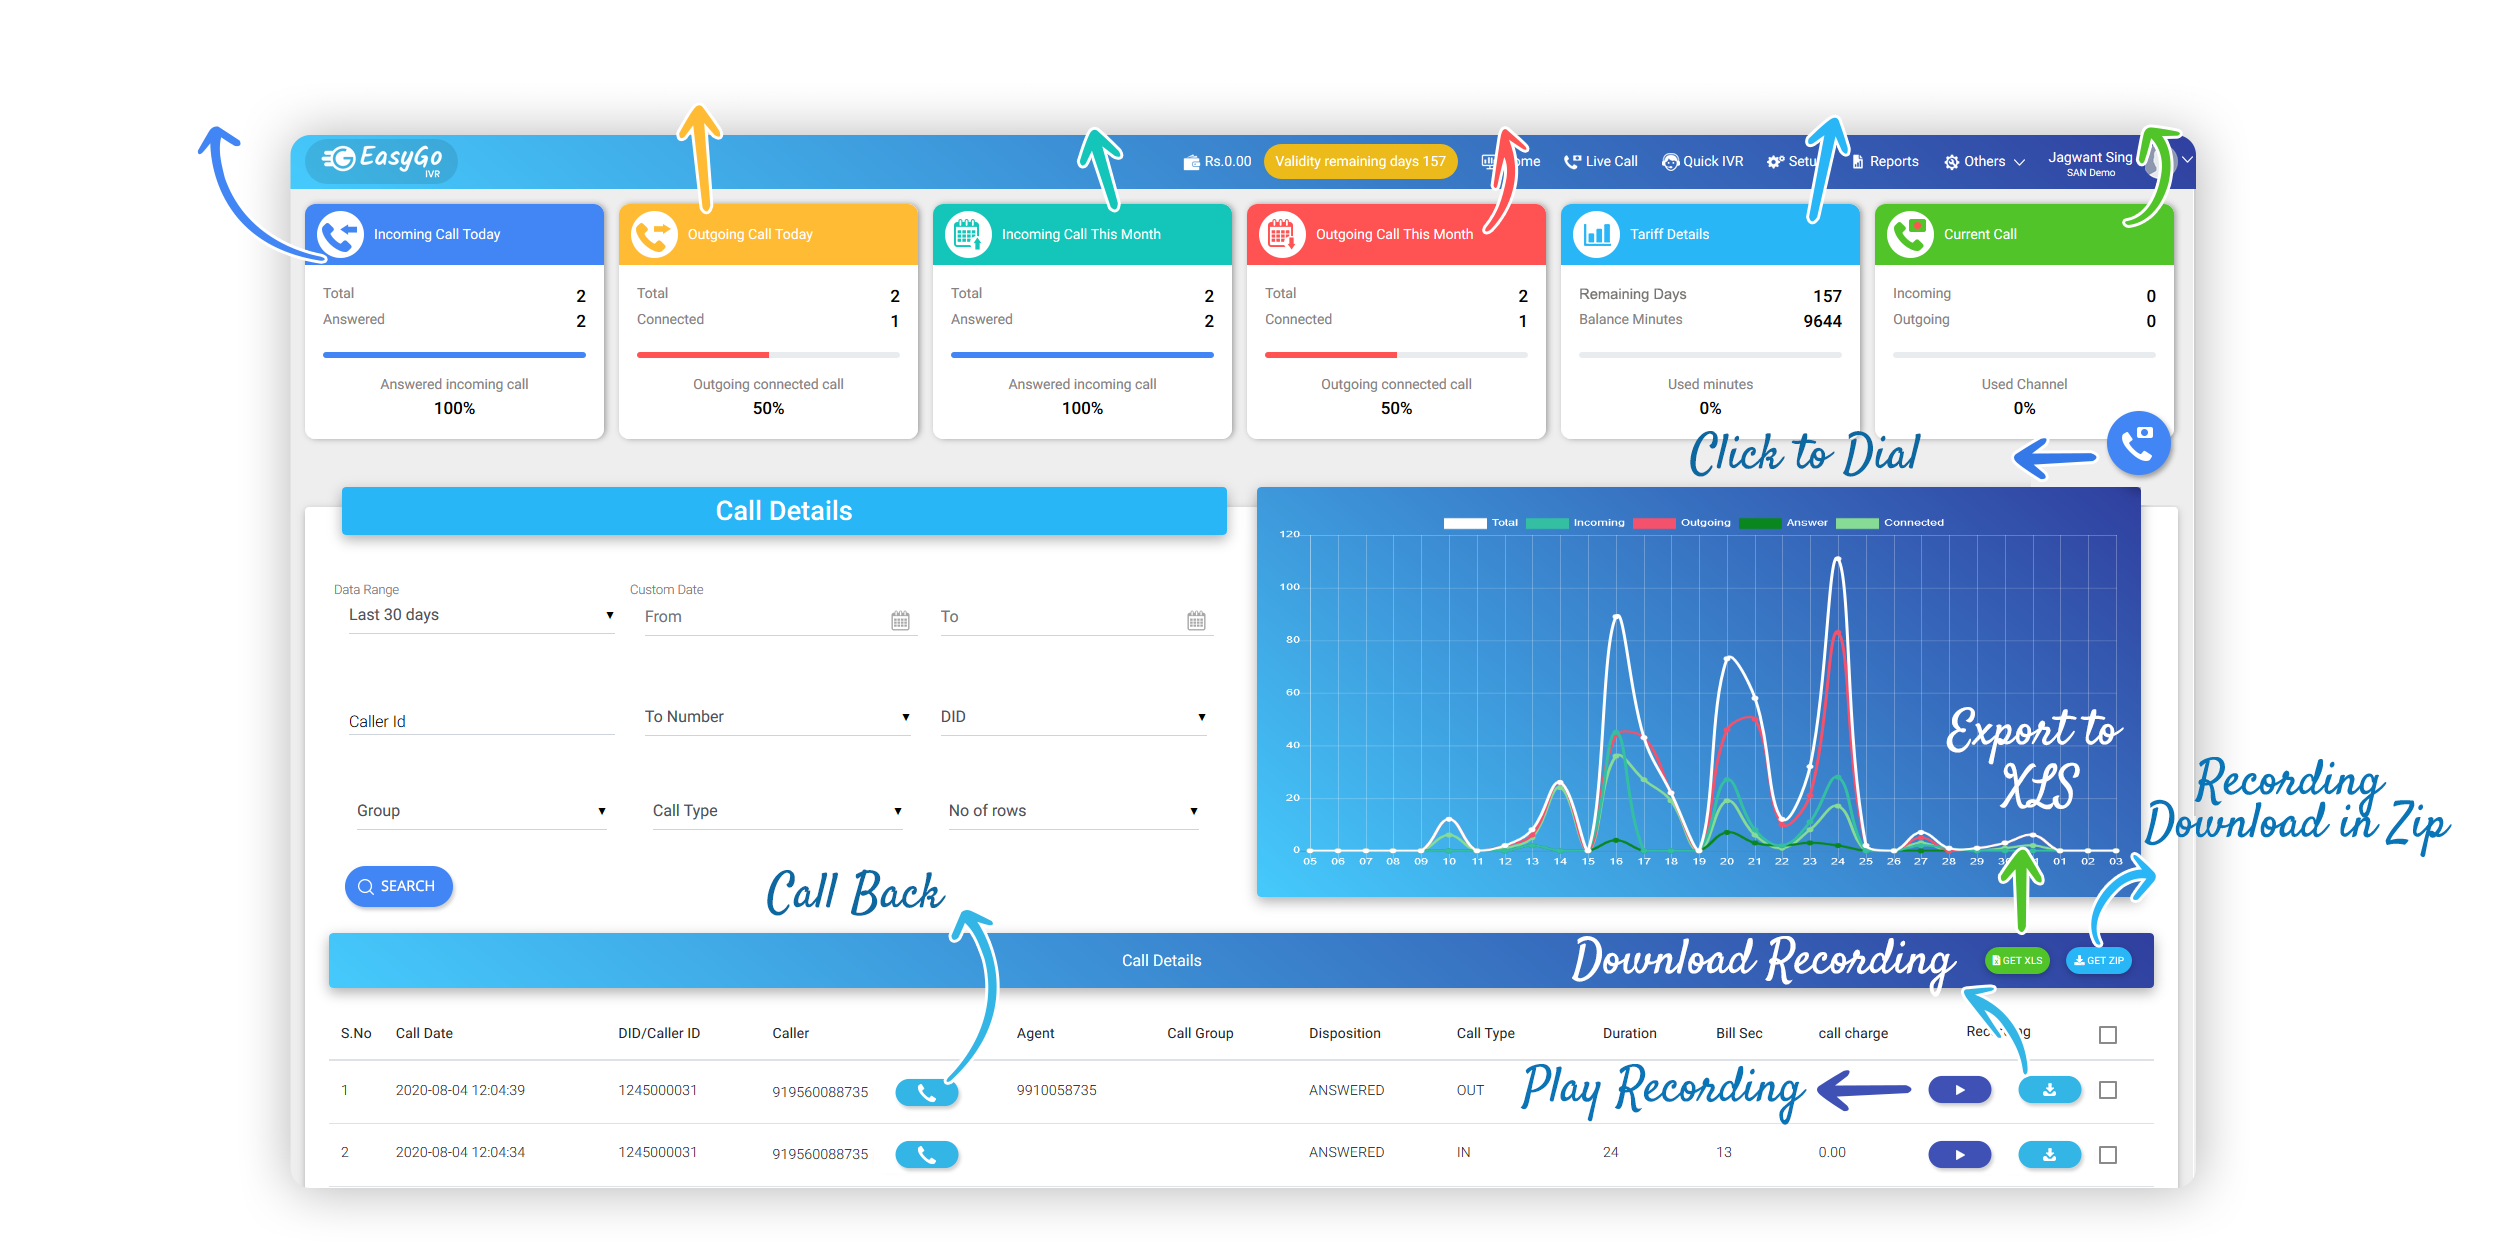 EasyGo
IVR
Rs.0.00
Validity remaining days 157
Live Call
Quick IVR
Reports
Others
Jagwant Sing
SAN Demo
Incoming Call Today
Outgoing Call Today
Incoming Call This Month
Outgoing Call This Month
Tariff Details
Current Call
Total 2
Answered 2
Answered incoming call
100%
Total 2
Connected 1
Outgoing connected call
50%
Total 2
Answered 2
Answered incoming call
100%
Total 2
Connected 1
Outgoing connected call
50%
Remaining Days 157
Balance Minutes 9644
Used minutes
0%
Incoming 0
Outgoing 0
Used Channel
0%
Click to Dial
Call Details
Data Range
Last 30 days
Custom Date
From
To
Caller Id
To Number
DID
Group
Call Type
No of rows
SEARCH
Total Incoming Outgoing Answer Connected
120
100
80
60
40
20
0
05 06 07 08 09 10 11 12 13 14 15 16 17 18 19 20 21 22 23 24 25 26 27 28 29 01 02 03
Export to
XLS
Recording
Download in Zip
Call Back
Call Details
Download Recording
GET XLS
GET ZIP
S.No Call Date DID/Caller ID Caller Agent Call Group Disposition Call Type Duration Bill Sec call charge
1 2020-08-04 12:04:39 1245000031 919560088735 9910058735 ANSWERED OUT
Play Recording
2 2020-08-04 12:04:34 1245000031 919560088735 ANSWERED IN 24 13 0.00